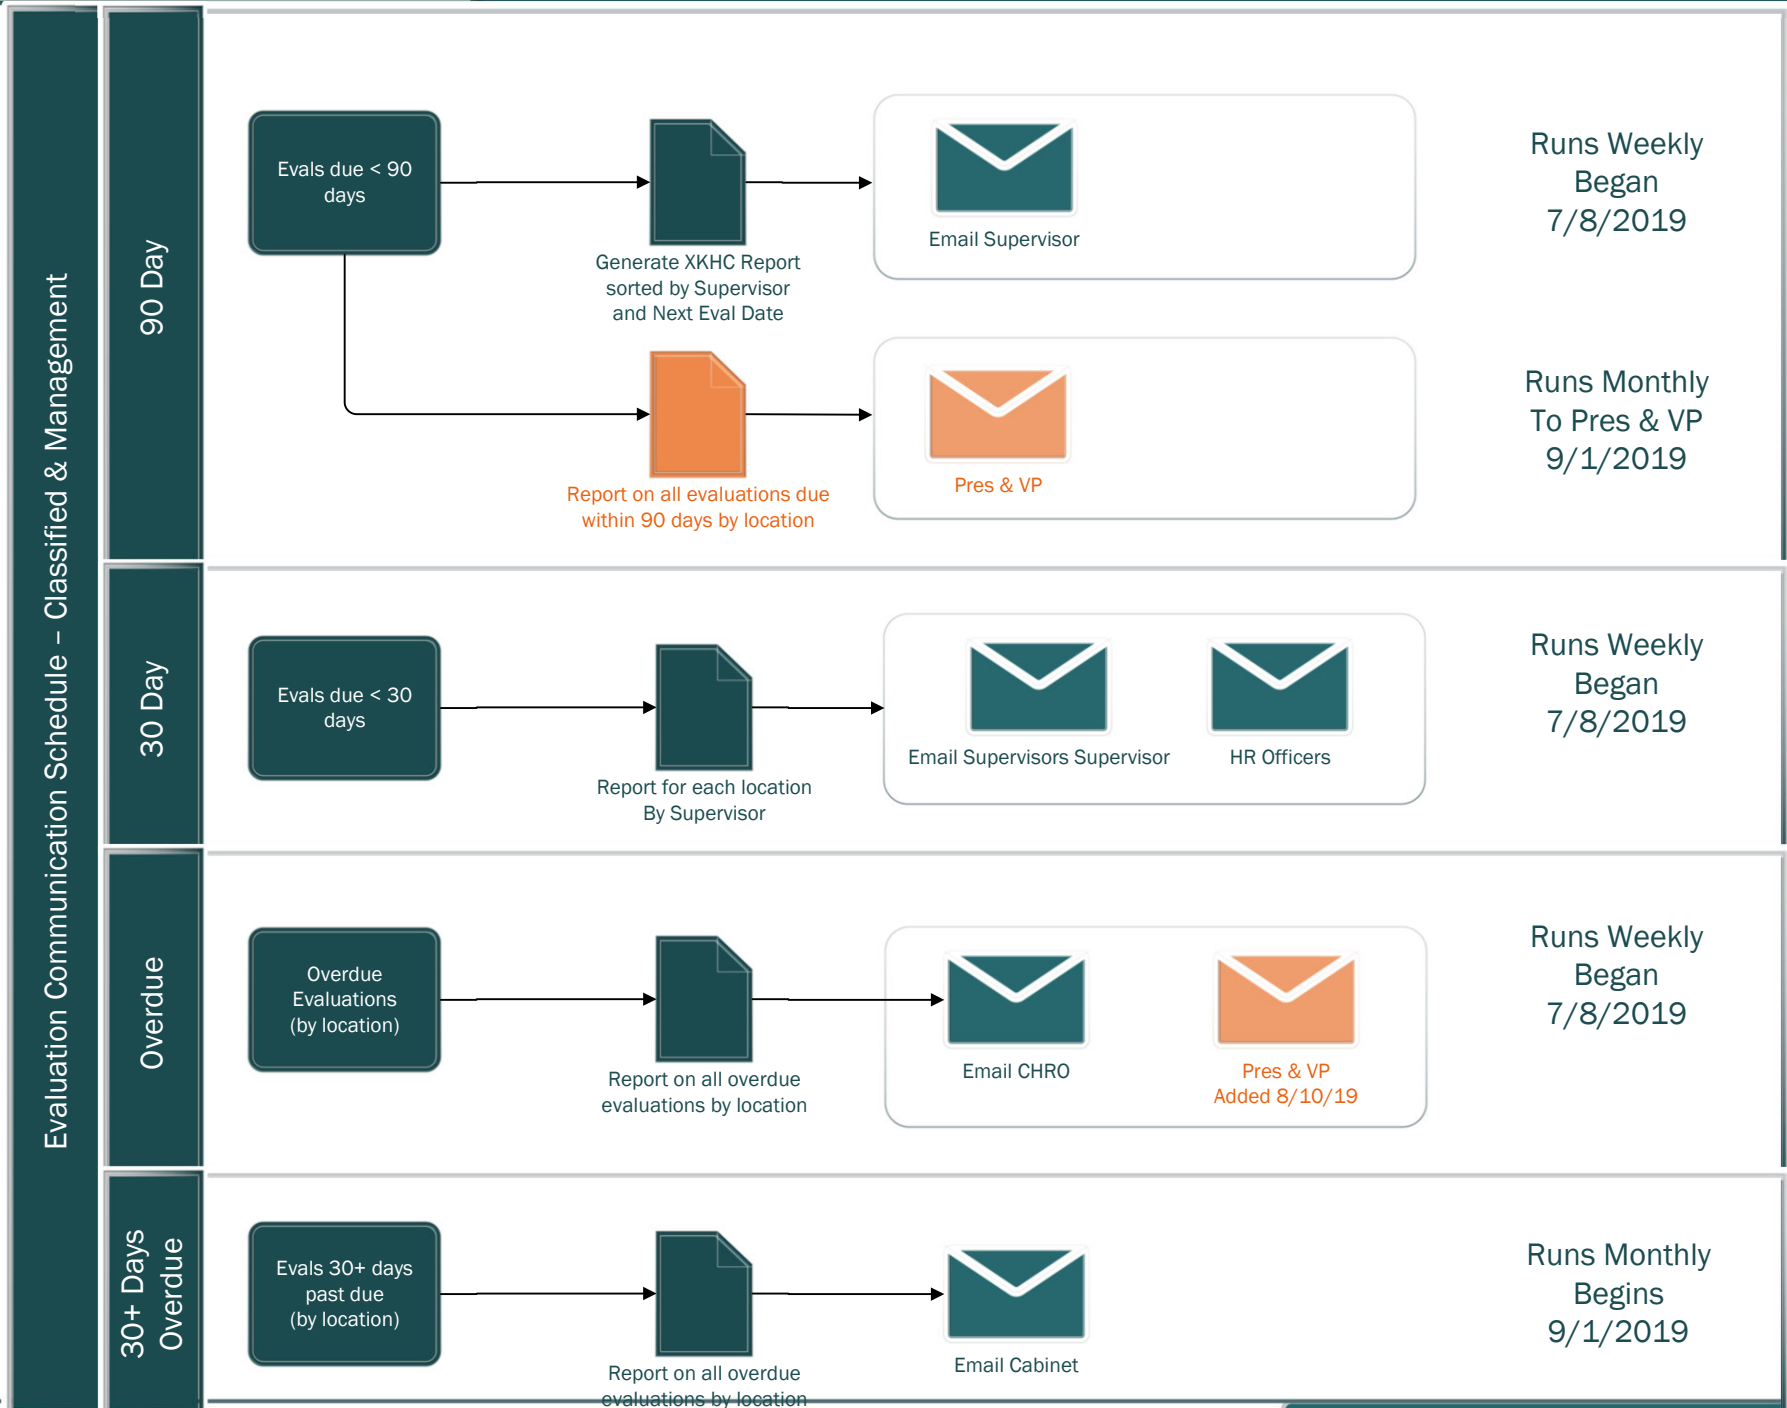 Evaluation Communication Schedule – Classified & Management
90 Day
Evals due < 90
days
Generate XKHC Report
sorted by Supervisor
and Next Eval Date
Email Supervisor
Runs Weekly
Began
7/8/2019
Report on all evaluations due
within 90 days by location
Pres & VP
Runs Monthly
To Pres & VP
9/1/2019
30 Day
Evals due < 30
days
Report for each location
By Supervisor
Email Supervisors Supervisor
HR Officers
Runs Weekly
Began
7/8/2019
Overdue
Overdue
Evaluations
(by location)
Report on all overdue
evaluations by location
Email CHRO
Pres & VP
Added 8/10/19
Runs Weekly
Began
7/8/2019
30+ Days
Overdue
Evals 30+ days
past due
(by location)
Report on all overdue
evaluations by location
Email Cabinet
Runs Monthly
Begins
9/1/2019